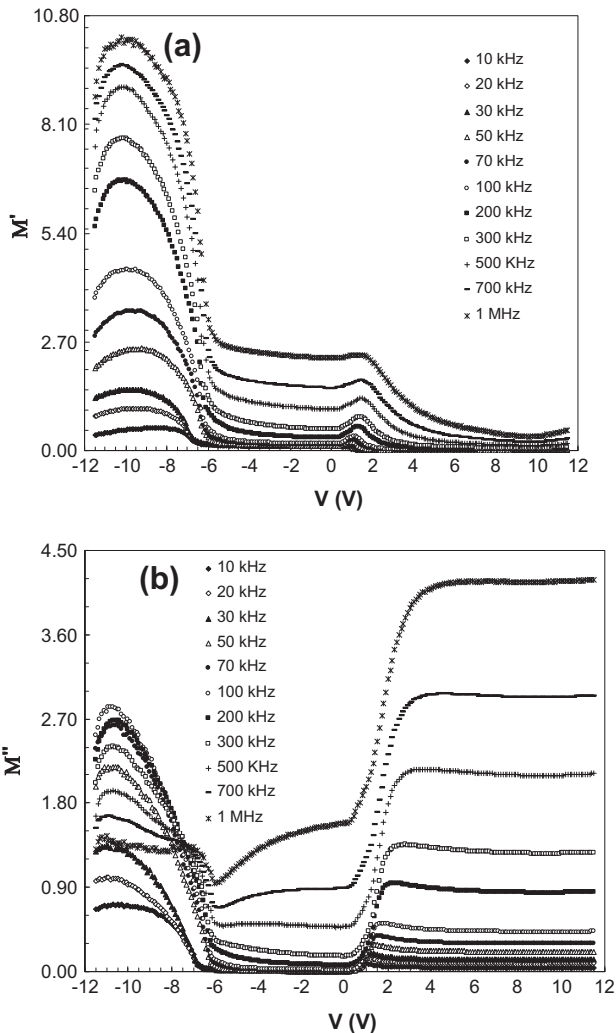 (a)
10.80
8.10
5.40
2.70
0.00
M'
10 kHz
20 kHz
30 kHz
50 kHz
70 kHz
100 kHz
200 kHz
300 kHz
500 KHz
700 kHz
1 MHz
-12 -10 -8 -6 -4 -2 0 2 4 6 8 10 12
V (V)
(b)
4.50
3.60
2.70
1.80
0.90
0.00
M"
10 kHz
20 kHz
30 kHz
50 kHz
70 kHz
100 kHz
200 kHz
300 kHz
500 KHz
700 kHz
1 MHz
-12 -10 -8 -6 -4 -2 0 2 4 6 8 10 12
V (V)